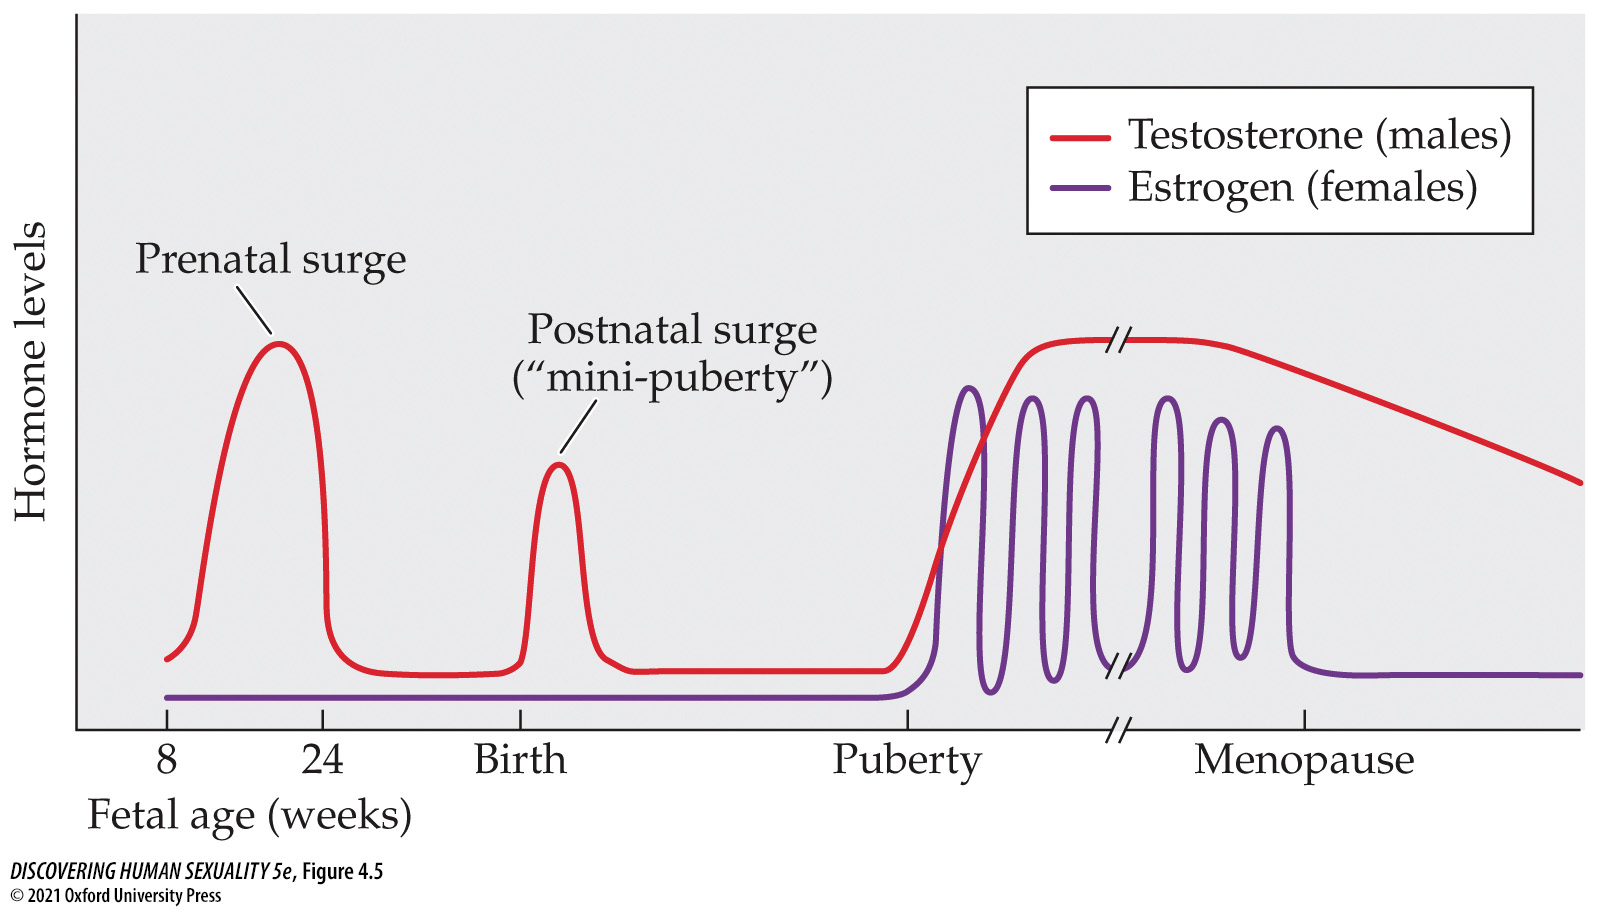 Testosterone (males)
Estrogen (females)
Prenatal surge
Postnatal surge
(“mini-puberty”)
Hormone levels
8 24 Birth Puberty Menopause
Fetal age (weeks)
DISCOVERING HUMAN SEXUALITY 5e, Figure 4.5
© 2021 Oxford University Press